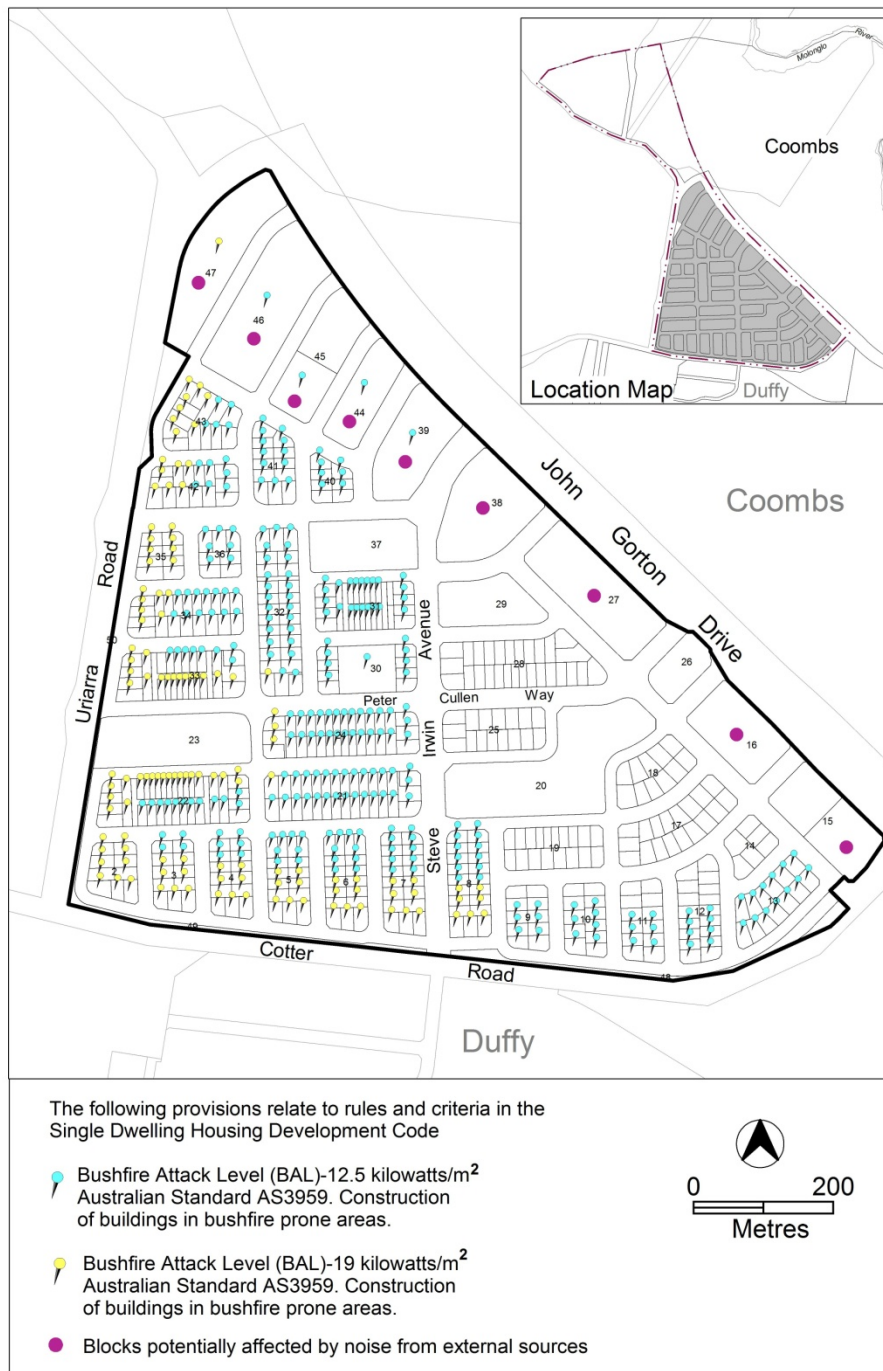 Molonglo
River
Coombs
Location Map
Duffy
47
46
45
44
43
39
41
40
42
38
John
Gorton
Drive
Coombs
35
36
37
27
Road
34
32
31
Avenue
29
26
50
33
30
28
Uriarra
Peter
Cullen
Way
16
23
24
Irwin
25
18
15
22
21
20
17
14
Steve
19
2
3
4
5
6
7
8
9
10
11
12
13
49
Cotter
Road
48
Duffy
The following provisions relate to rules and criteria in the
Single Dwelling Housing Development Code
Bushfire Attack Level (BAL)-12.5 kilowatts/m²
Australian Standard AS3959. Construction
of buildings in bushfire prone areas.
Bushfire Attack Level (BAL)-19 kilowatts/m²
Australian Standard AS3959. Construction
of buildings in bushfire prone areas.
Blocks potentially affected by noise from external sources
0
200
Metres